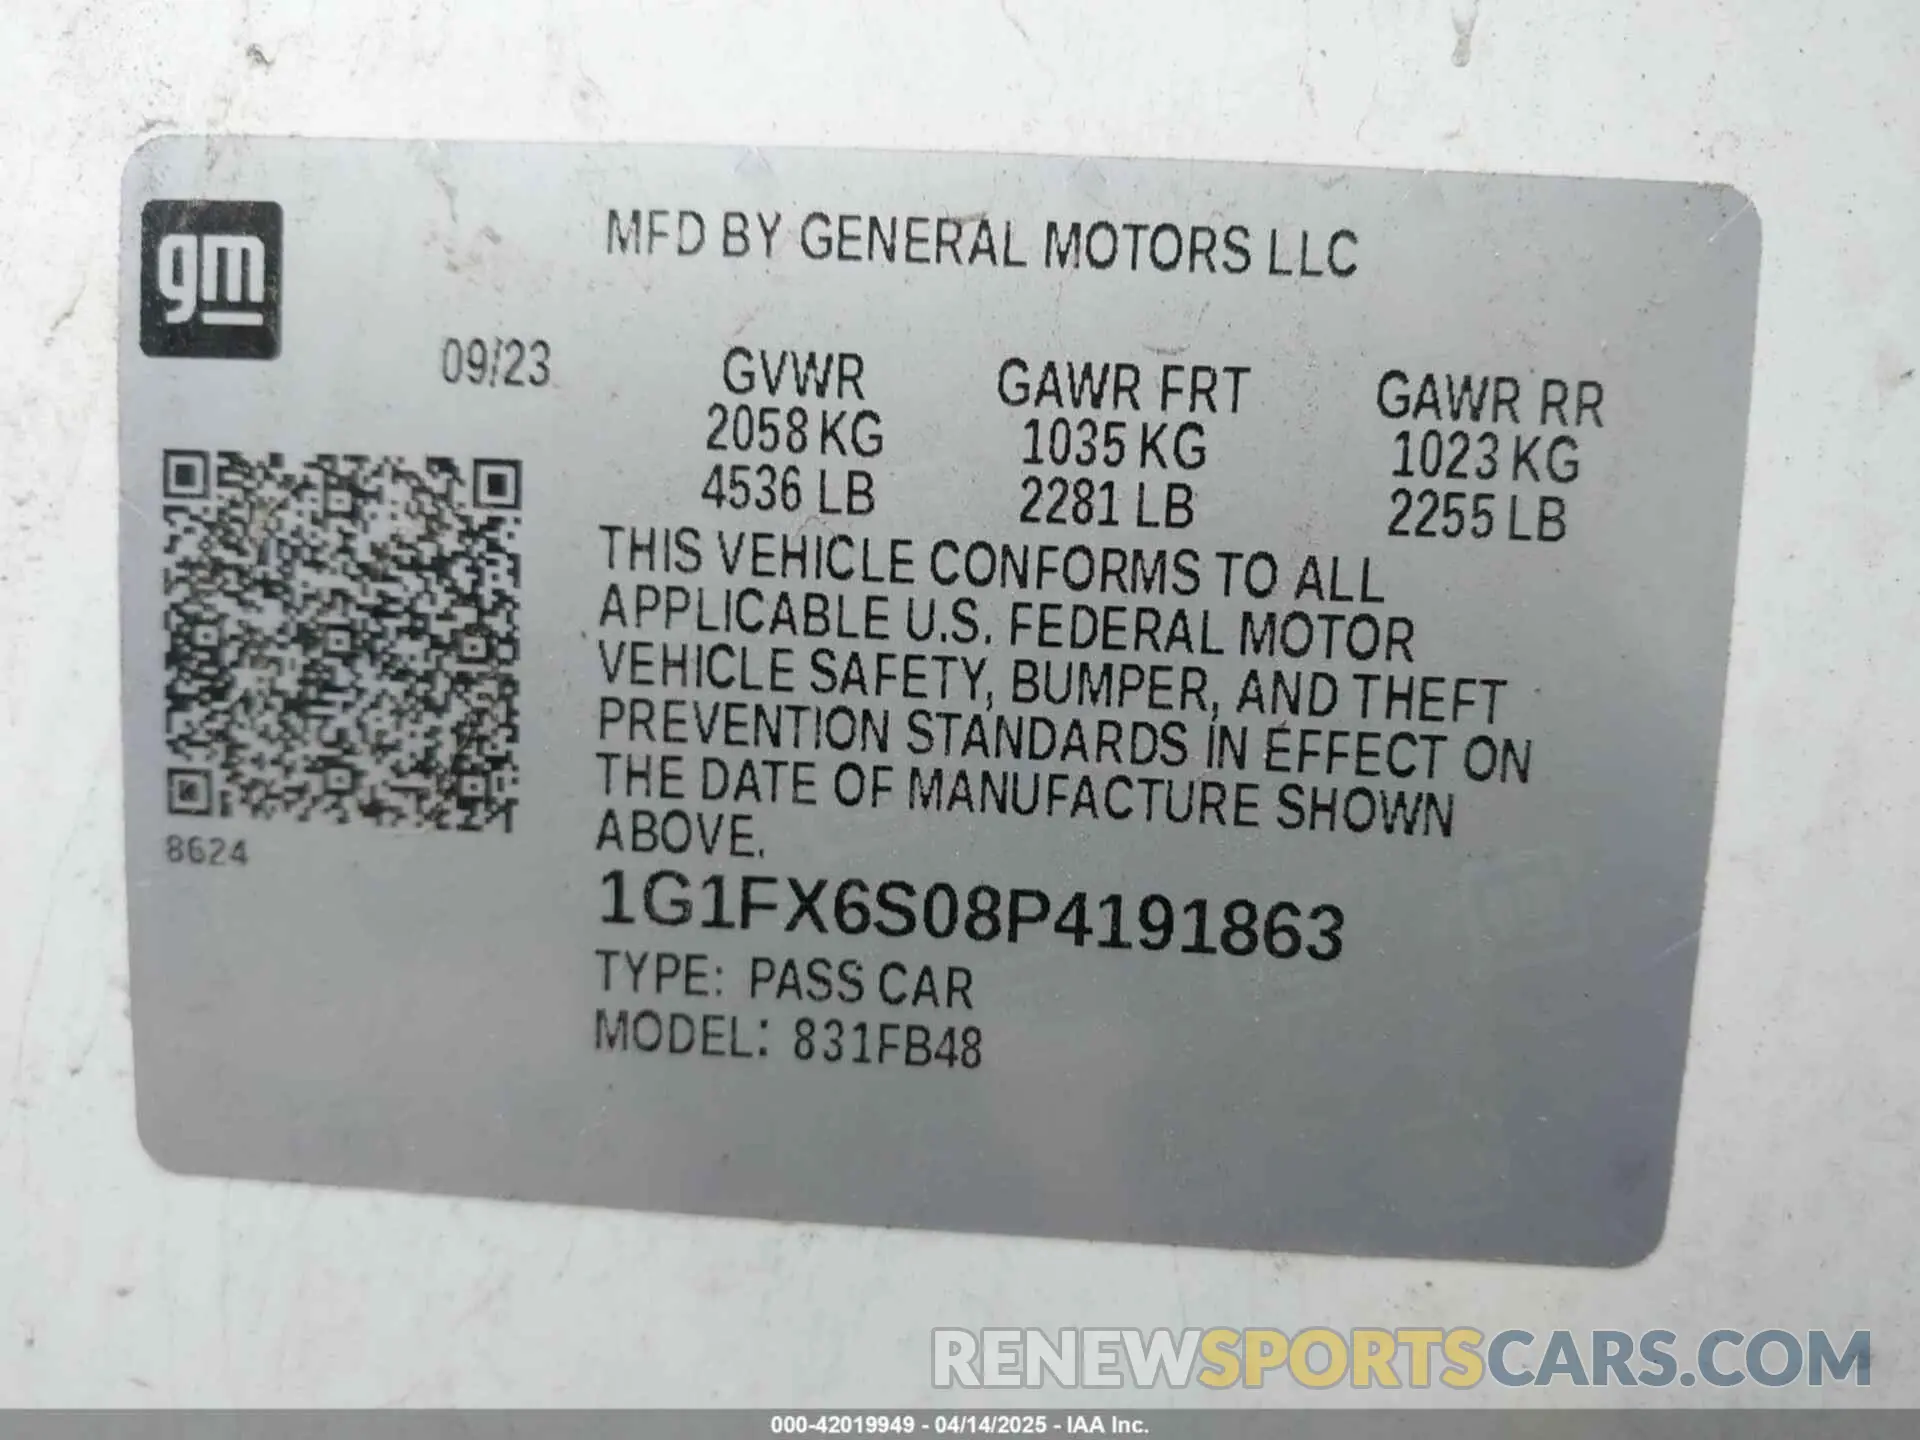 gm
MFD BY GENERAL MOTORS LLC
09/23
GVWR GAWR FRT GAWR RR
2058 KG 1035 KG 1023 KG
4536 LB 2281 LB 2255 LB
THIS VEHICLE CONFORMS TO ALL
APPLICABLE U.S. FEDERAL MOTOR
VEHICLE SAFETY, BUMPER, AND THEFT
PREVENTION STANDARDS IN EFFECT ON
THE DATE OF MANUFACTURE SHOWN
ABOVE.
8624
1G1FX6S08P4191863
TYPE: PASS CAR
MODEL: 831FB48
RENEWSPORTSCARS.COM
000-42019949 - 04/14/2025 - IAA Inc.